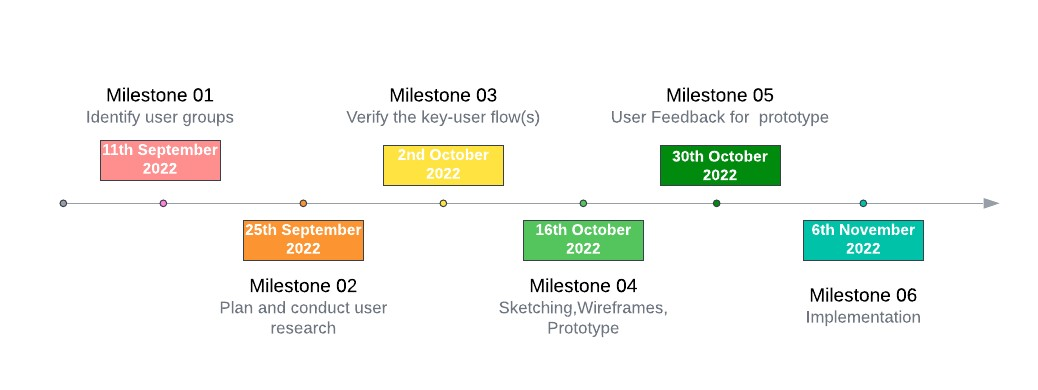 Milestone 01
Identify user groups
11th September
2022
25th September
2022
Milestone 02
Plan and conduct user
research
Milestone 03
Verify the key-user flow(s)
2nd October
2022
16th October
2022
Milestone 04
Sketching,Wireframes,
Prototype
Milestone 05
User Feedback for  prototype
30th October
2022
6th November
2022
Milestone 06
Implementation